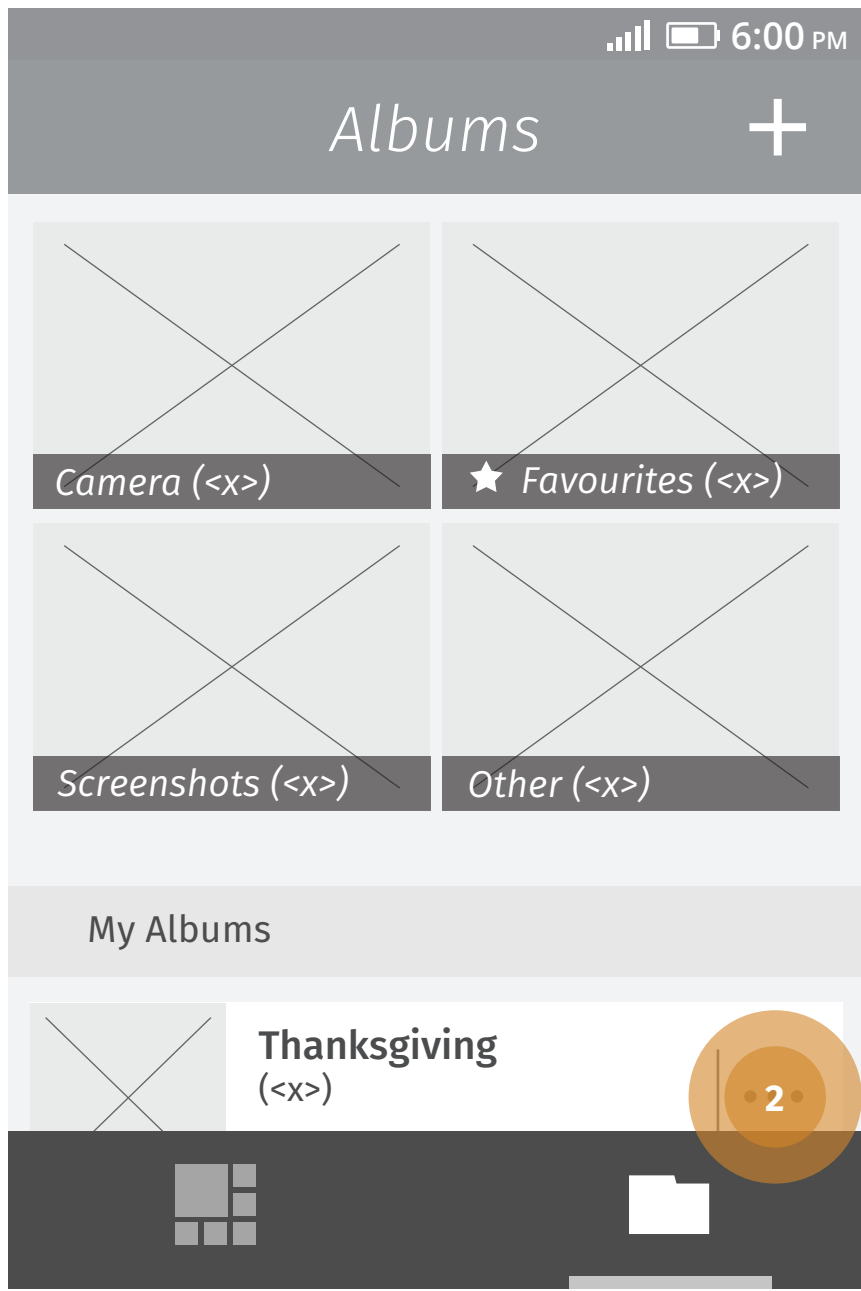 6:00 PM
Albums
Camera (<x>)
Favourites (<x>)
Screenshots (<x>)
Other (<x>)
My Albums
Thanksgiving
(<x>)
2